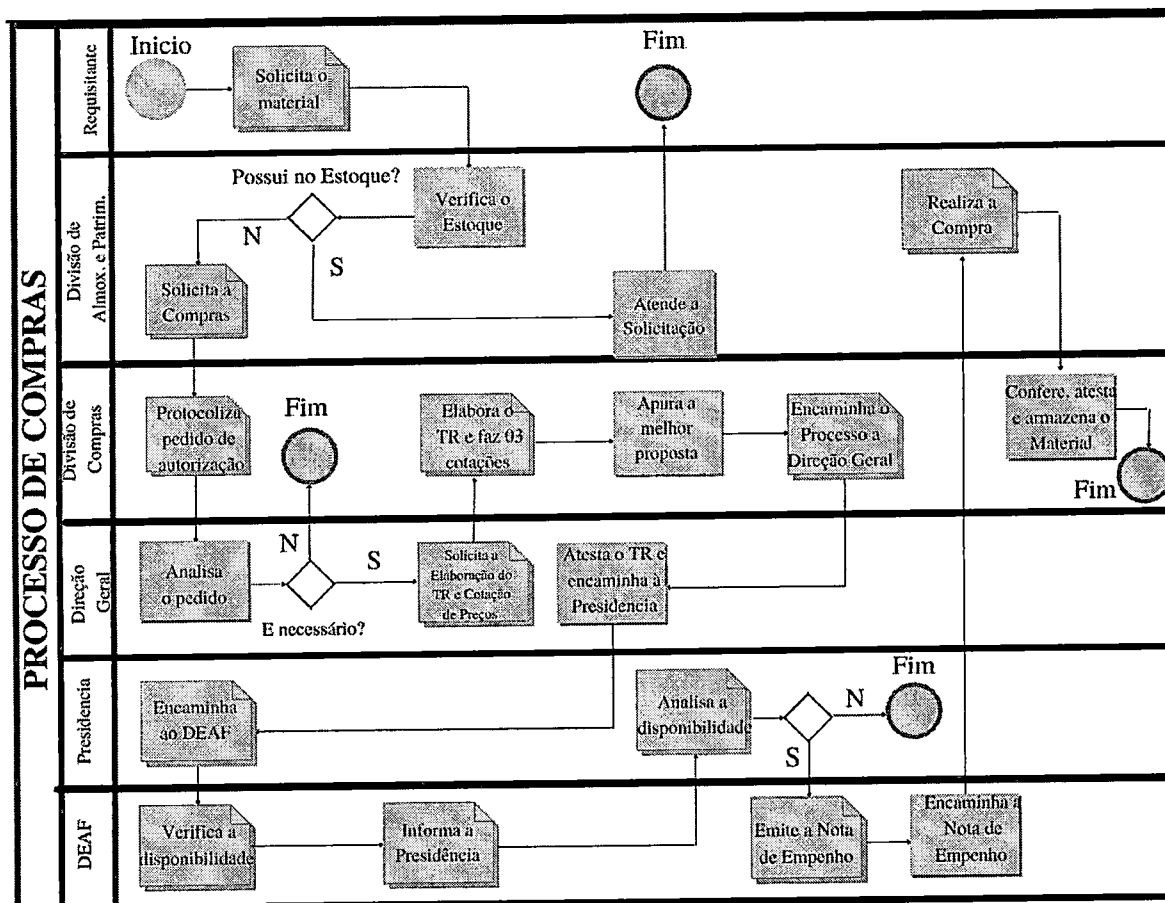 PROCESSO DE COMPRAS
Requisitante
Inicio
Solicita o
material
Fim
Divisão de
Almox. e Patrim.
Possui no Estoque?
N
S
Verifica o
Estoque
Solicita à
Compras
Atende a
Solicitação
Realiza a
Compra
Divisão de
Compras
Protocoliza
pedido de
autorização
Fim
Elabora o
TR e faz 03
cotações
Apura a
melhor
proposta
Encaminha o
Processo a
Direção Geral
Confere, atesta
e armazena o
Material
Fim
Direção
Geral
Analisa
o pedido
N
S
E necessário?
Solicita a
Elaboração do
TR e Cotação
de Preços
Atesta o TR e
encaminha à
Presidencia
Presidencia
Encaminha
ao DEAF
Analisa a
disponibilidade
N
S
Fim
DEAF
Verifica a
disponibilidade
Informa a
Presidência
Emite a Nota
de Empenho
Encaminha a
Nota de
Empenho